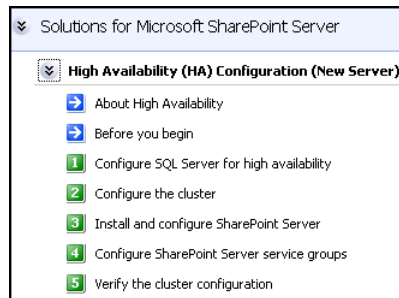 Solutions for Microsoft SharePoint Server
High Availability (HA) Configuration (New Server)
About High Availability
Before you begin
1 Configure SQL Server for high availability
2 Configure the cluster
3 Install and configure SharePoint Server
4 Configure SharePoint Server service groups
5 Verify the cluster configuration